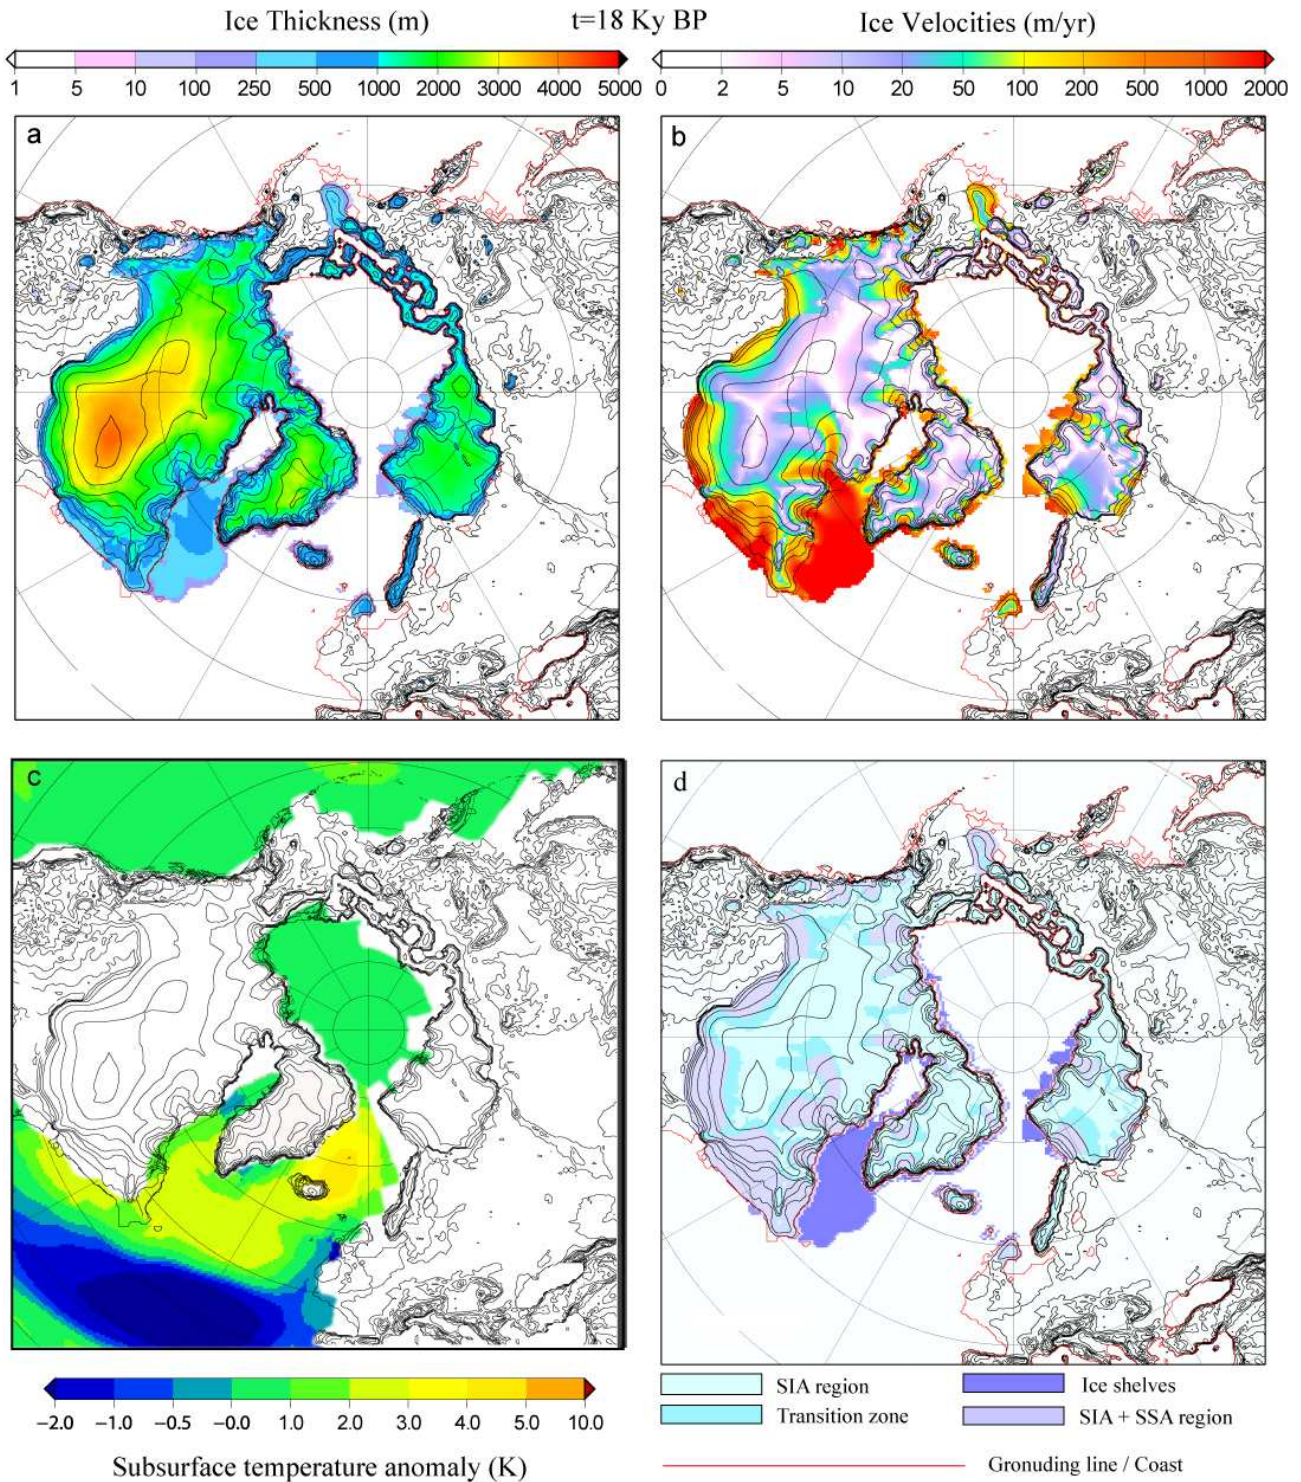 Ice Thickness (m) t=18 Ky BP Ice Velocities (m/yr)
1 5 10 100 250 500 1000 2000 3000 4000 5000 0 2 5 10 20 50 100 200 500 1000 2000
a b
c d
−2.0 −1.0 −0.5 −0.0 1.0 2.0 3.0 4.0 5.0 10.0
Subsurface temperature anomaly (K)
SIA region Ice shelves
Transition zone SIA + SSA region
Gronuding line / Coast